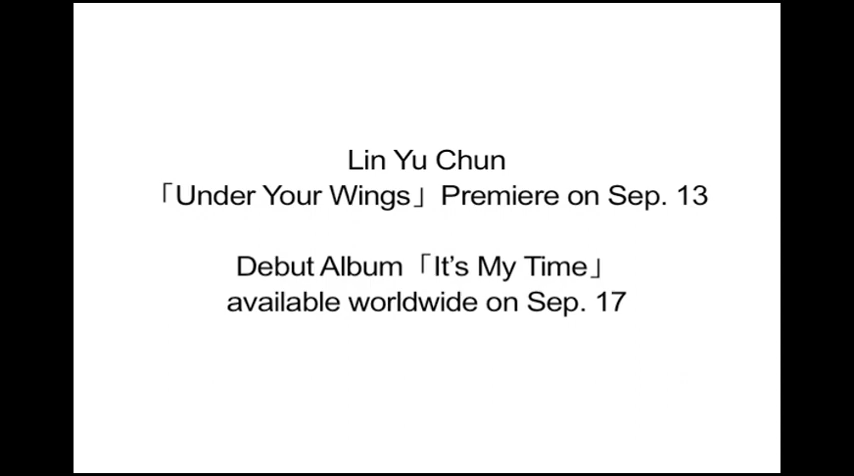 Lin Yu Chun
「Under Your Wings」Premiere on Sep. 13
Debut Album「It's My Time」
available worldwide on Sep. 17